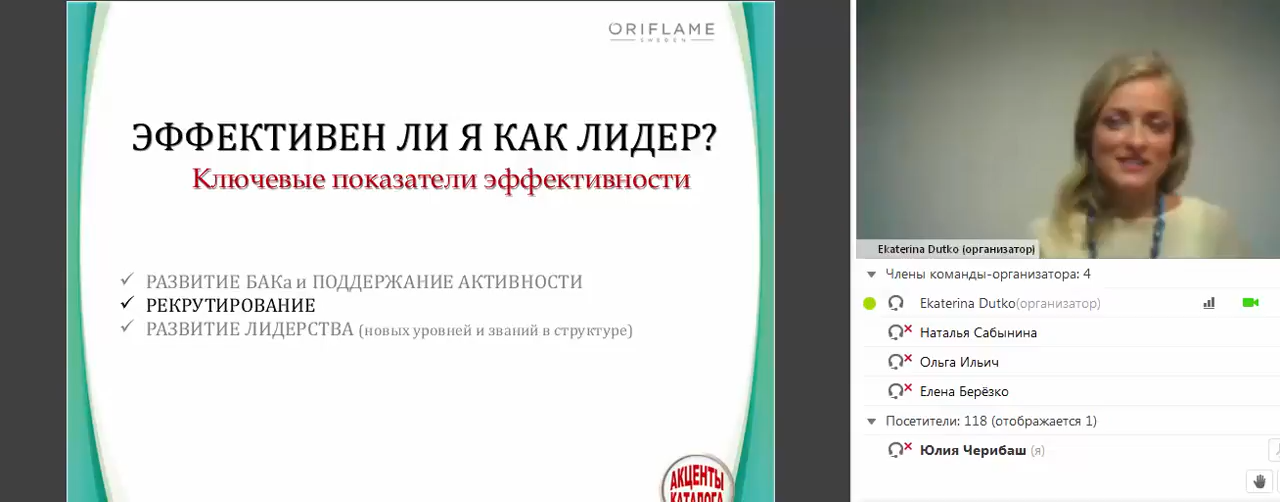 ORIFLAME
SWEDEN
ЭФФЕКТИВЕН ЛИ Я КАК ЛИДЕР?
Ключевые показатели эффективности
РАЗВИТИЕ БАКа и ПОДДЕРЖАНИЕ АКТИВНОСТИ
РЕКРУТИРОВАНИЕ
РАЗВИТИЕ ЛИДЕРСТВА (новых уровней и званий в структуре)
АКЦЕНТЫ
КАТАЛОГА
Ekaterina Dutko (организатор)
Члены команды-организатора: 4
Ekaterina Dutko(организатор)
Наталья Сабынина
Ольга Ильич
Елена Берёзко
Посетители: 118 (отображается 1)
Юлия Черибаш (я)